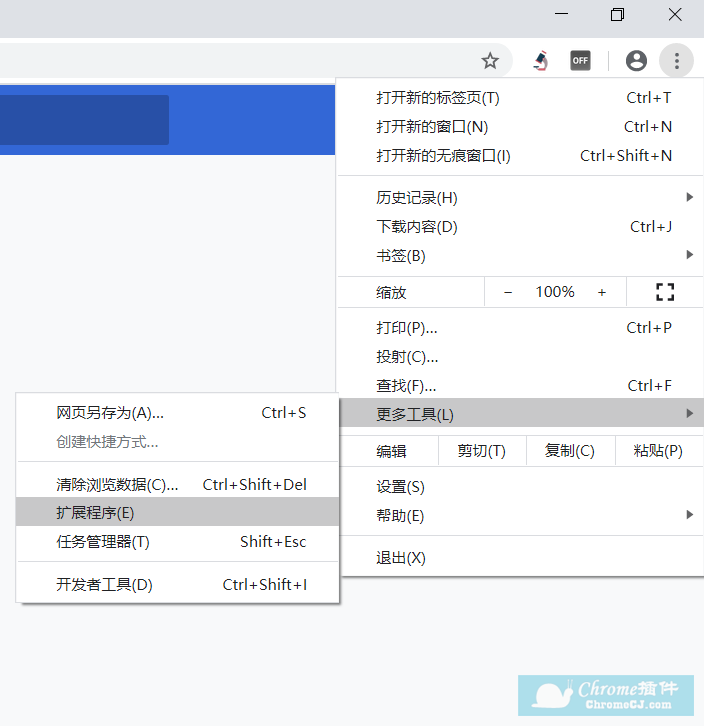 OFF
打开新的标签页(T) Ctrl+T
打开新的窗口(N) Ctrl+N
打开新的无痕窗口(I) Ctrl+Shift+N
历史记录(H)
下载内容(D) Ctrl+J
书签(B)
缩放 − 100% +
打印(P)... Ctrl+P
投射(C)...
查找(F)... Ctrl+F
更多工具(L)
编辑 剪切(T) 复制(C) 粘贴(P)
设置(S)
帮助(E)
退出(X)
网页另存为(A)... Ctrl+S
创建快捷方式...
清除浏览数据(C)... Ctrl+Shift+Del
扩展程序(E)
任务管理器(T) Shift+Esc
开发者工具(D) Ctrl+Shift+I
Chrome插件
ChromeCJ.com